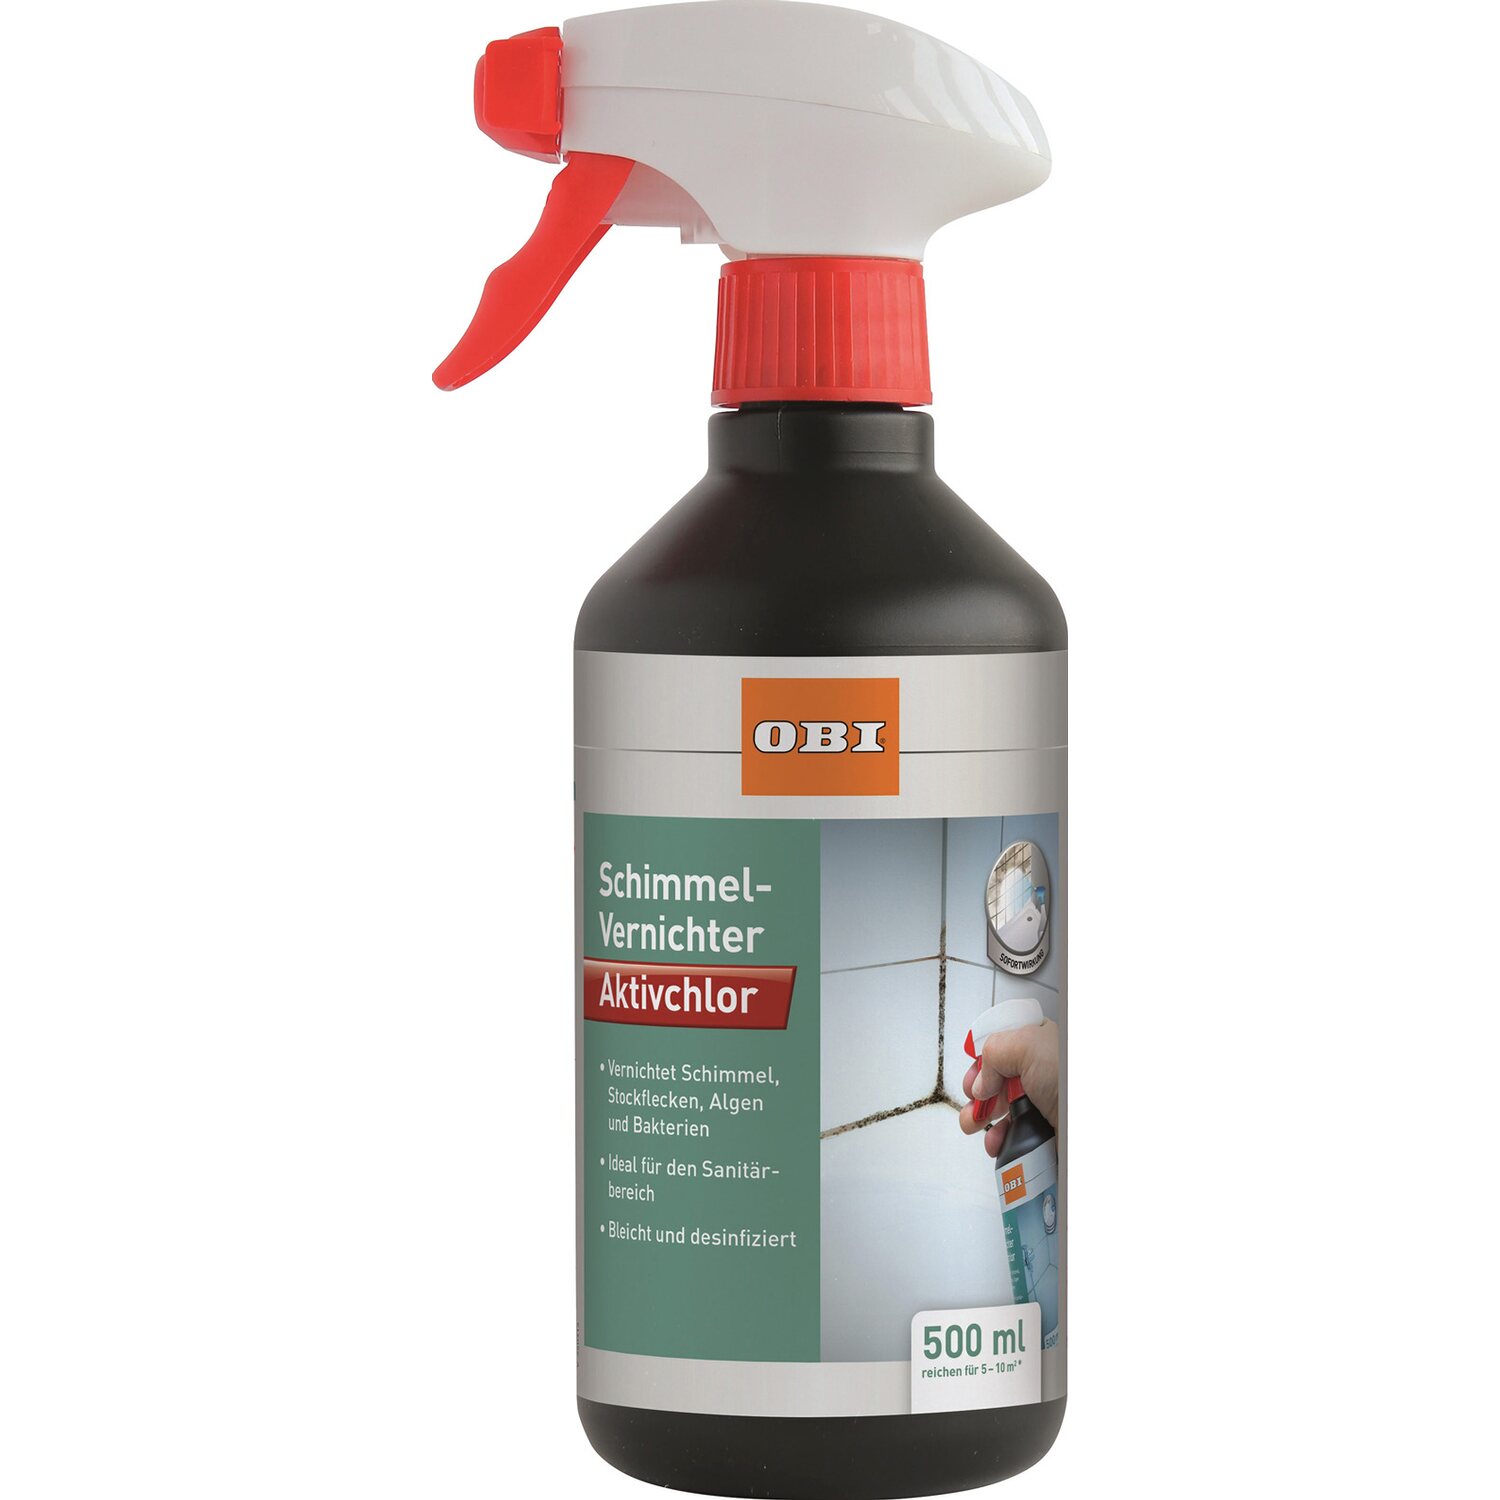 OBI
Schimmel-
Vernichter
Aktivchlor
• Vernichtet Schimmel,
Stockflecken, Algen
und Bakterien
• Ideal für den Sanitär-
bereich
• Bleicht und desinfiziert
SOFORTWIRKUNG
OBI
500 ml
reichen für 5–10 m²*